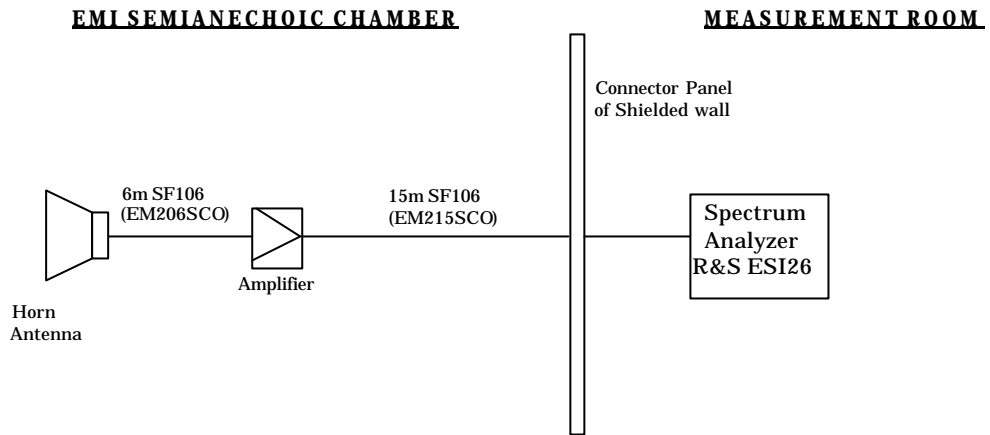 EMI SEMIANECHOIC CHAMBER
MEASUREMENT ROOM
Connector Panel
of Shielded wall
6m SF106
(EM206SCO)
15m SF106
(EM215SCO)
Spectrum
Analyzer
R&S ESI26
Amplifier
Horn
Antenna